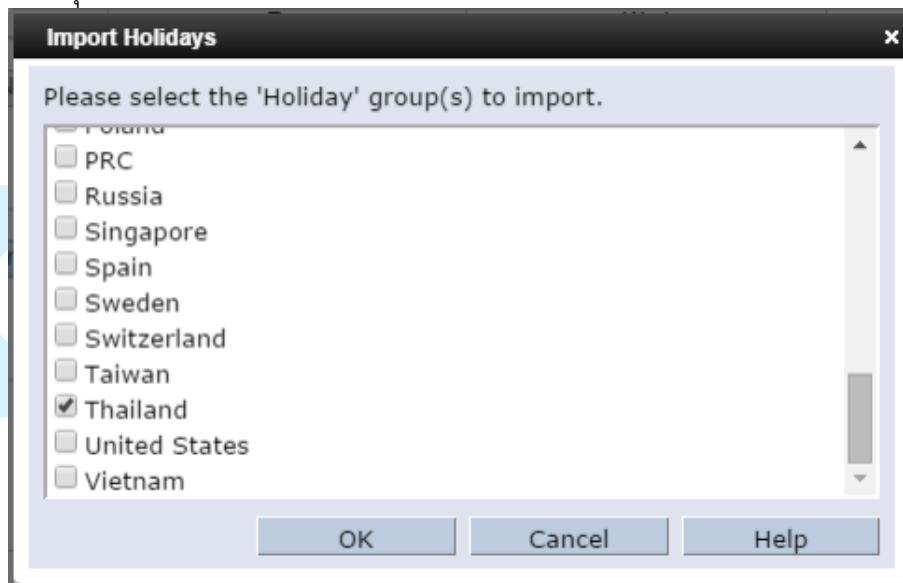 Import Holidays
Please select the 'Holiday' group(s) to import.
Poland
PRC
Russia
Singapore
Spain
Sweden
Switzerland
Taiwan
Thailand
United States
Vietnam
OK Cancel Help